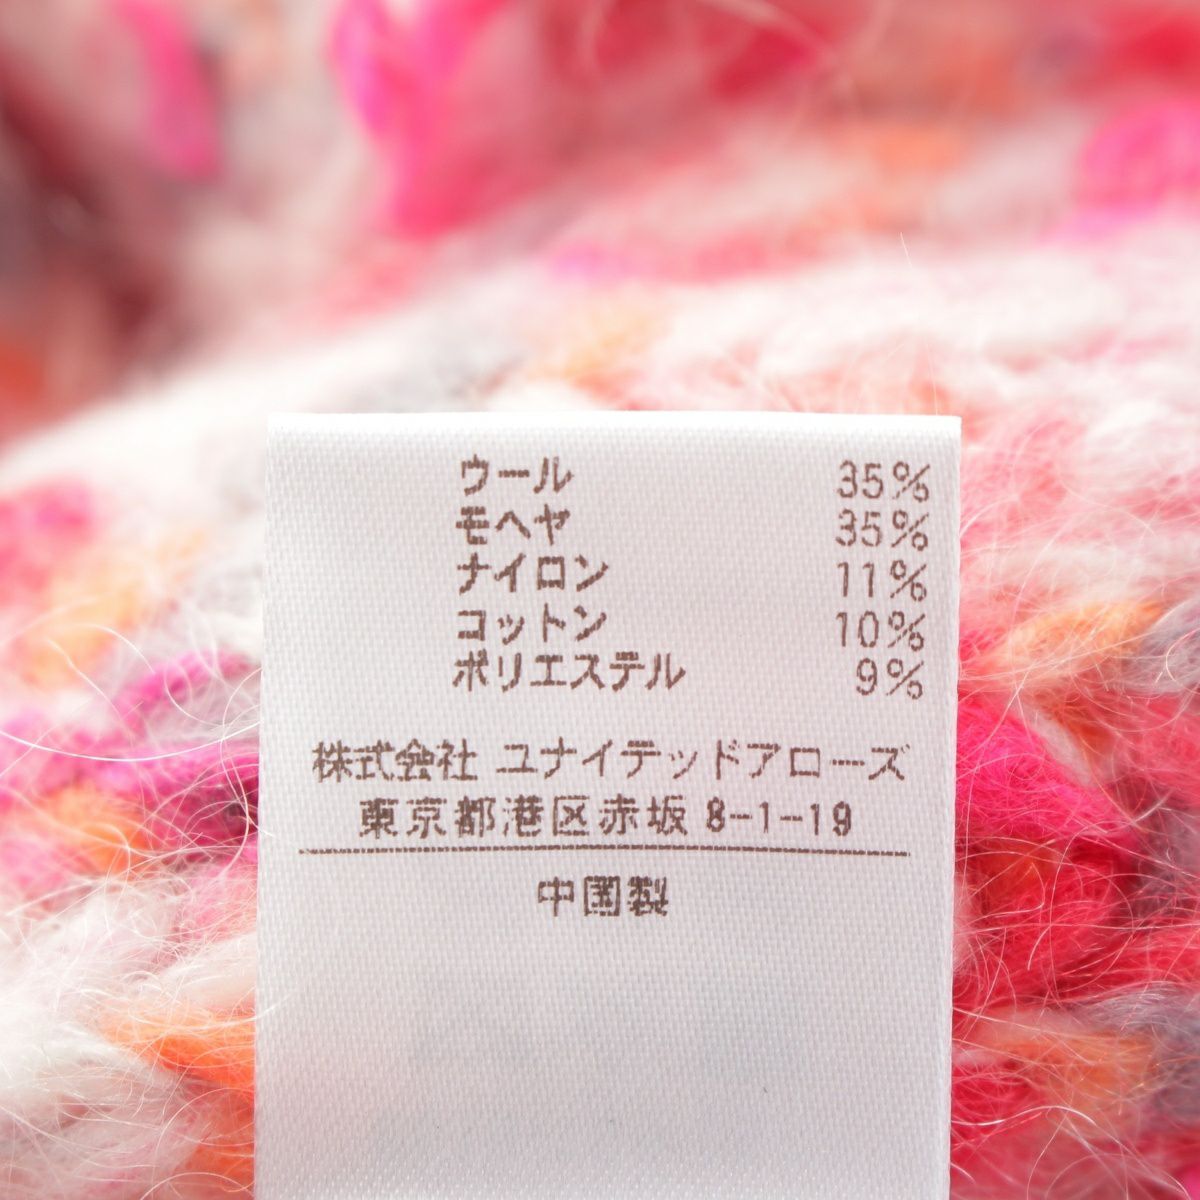 ウール 35%
モヘヤ 35%
ナイロン 11%
コットン 10%
ポリエステル 9%
株式会社 ユナイテッドアローズ
東京都港区赤坂 8-1-19
中国製